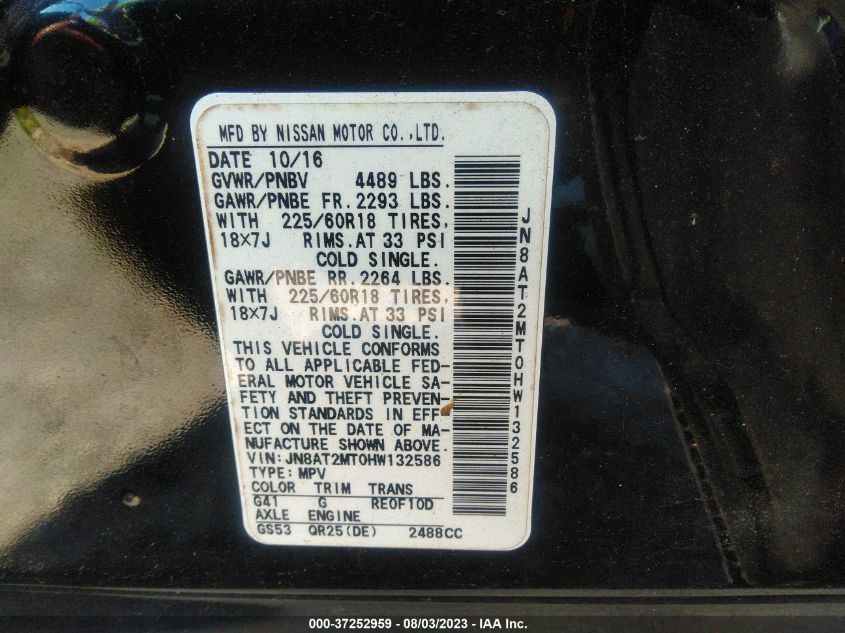 MFD BY NISSAN MOTOR CO.,LTD.
DATE 10/16
GVWR/PNBV 4489 LBS.
GAWR/PNBE FR. 2293 LBS.
WITH 225/60R18 TIRES,
18×7J RIMS.AT 33 PSI
COLD SINGLE.
GAWR/PNBE RR. 2264 LBS.
WITH 225/60R18 TIRES,
18×7J RIMS.AT 33 PSI
COLD SINGLE.
THIS VEHICLE CONFORMS
TO ALL APPLICABLE FED-
ERAL MOTOR VEHICLE SA-
FETY AND THEFT PREVEN-
TION STANDARDS IN EFF
ECT ON THE DATE OF MA-
NUFACTURE SHOWN ABOVE.
VIN:JN8AT2MT0HW132586
TYPE:MPV
COLOR TRIM TRANS
G41 G RE0F10D
AXLE ENGINE
GS53 QR25(DE) 2488CC
JN8AT2MT0HW132586
000-37252959 - 08/03/2023 - IAA Inc.